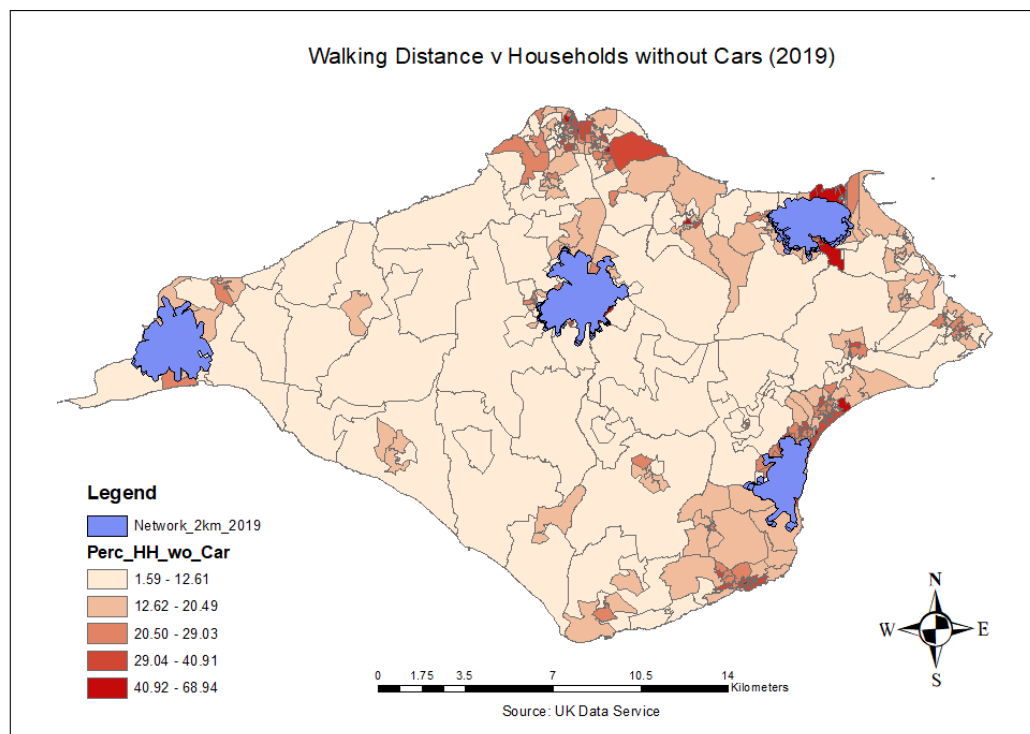 Walking Distance v Households without Cars (2019)
Legend
Network_2km_2019
Perc_HH_wo_Car
1.59 - 12.61
12.62 - 20.49
20.50 - 29.03
29.04 - 40.91
40.92 - 68.94
0 1.75 3.5 7 10.5 14
Kilometers
Source: UK Data Service
N
W E
S